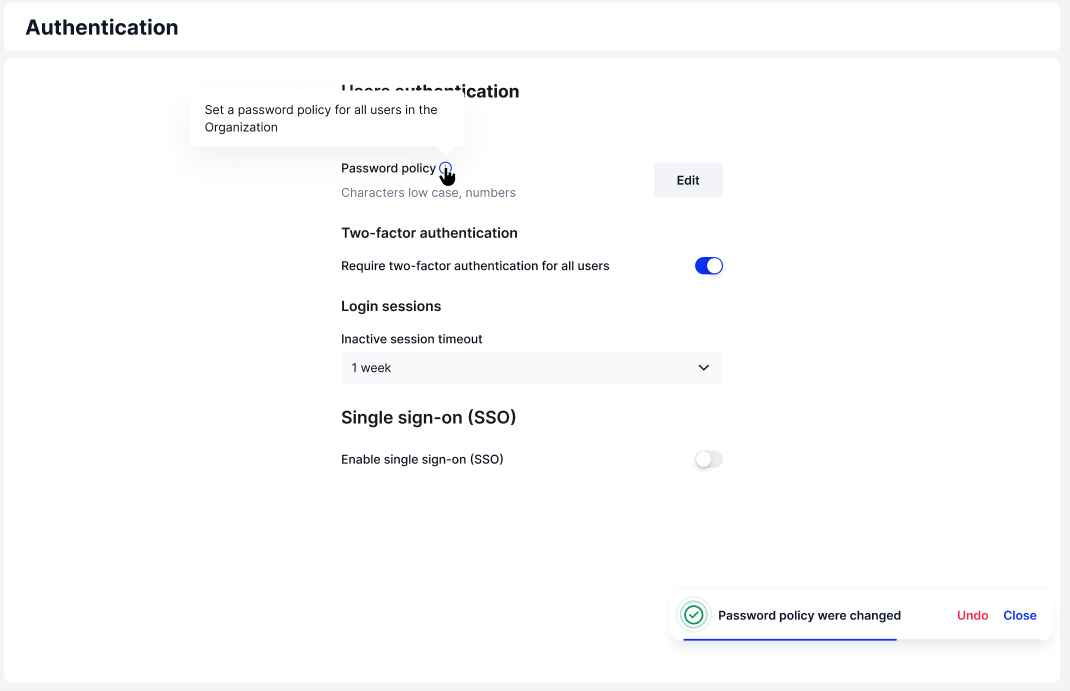 Authentication
Users authentication
Set a password policy for all users in the
Organization
Password policy
Characters low case, numbers
Edit
Two-factor authentication
Require two-factor authentication for all users
Login sessions
Inactive session timeout
1 week
Single sign-on (SSO)
Enable single sign-on (SSO)
Password policy were changed
Undo
Close